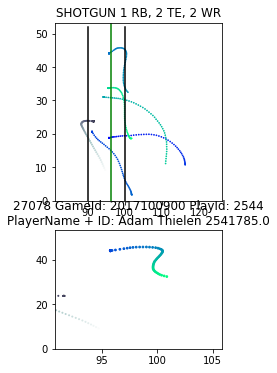 SHOTGUN 1 RB, 2 TE, 2 WR
50
40
30
20
10
0
90 100 110 120
27078 GameId: 2017100900 PlayId: 2544
PlayerName + ID: Adam Thielen 2541785.0
40
20
0
95 100 105